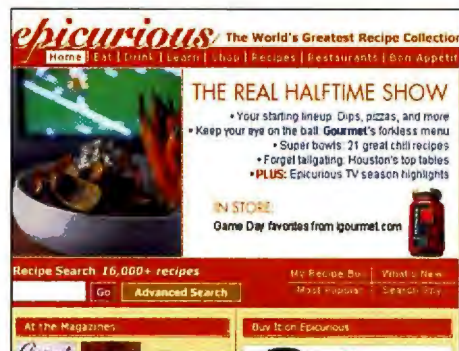 epicurious The World's Greatest Recipe Collection
Home | Eat | Drink | Learn | Shop | Recipes | Restaurants | Bon Appétit
THE REAL HALFTIME SHOW
• Your starting lineup: Dips, pizzas, and more
• Keep your eye on the ball: Gourmet's forkless menu
• Super bowls: 21 great chili recipes
• Forget tailgating: Houston's top tables
• PLUS: Epicurious TV season highlights
IN STORE:
Game Day favorites from igourmet.com
Recipe Search 16,000+ recipes
My Recipe Box | What's New
Go Advanced Search
Most Popular | Search
At the Magazines
Buy It on Epicurious